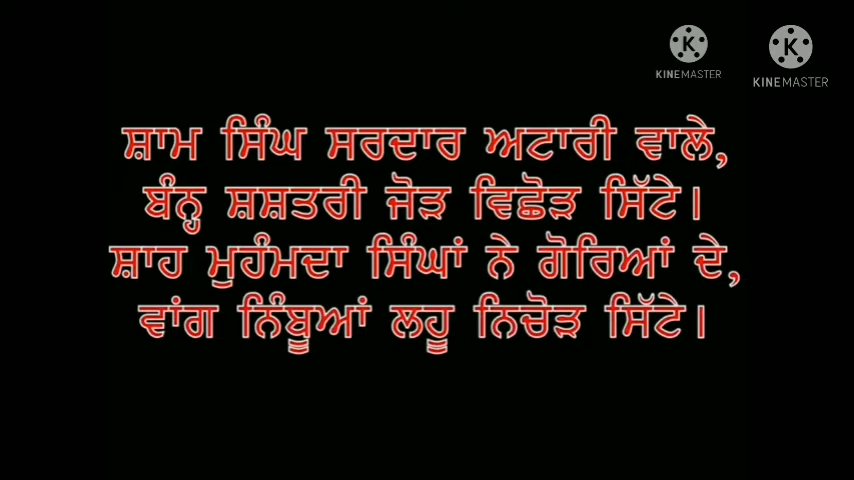 KINEMASTER KINEMASTER
ਸ਼ਾਮ ਸਿੰਘ ਸਰਦਾਰ ਅਟਾਰੀ ਵਾਲੇ,
ਬੰਨ੍ਹ ਸ਼ਸ਼ਤਰੀ ਜੋੜ ਵਿਛੋੜ ਸਿੱਟੇ।
ਸ਼ਾਹ ਮੁਹੰਮਦਾ ਸਿੰਘਾਂ ਨੇ ਗੋਰਿਆਂ ਦੇ,
ਵਾਂਗ ਨਿੰਬੂਆਂ ਲਹੂ ਨਿਚੋੜ ਸਿੱਟੇ।